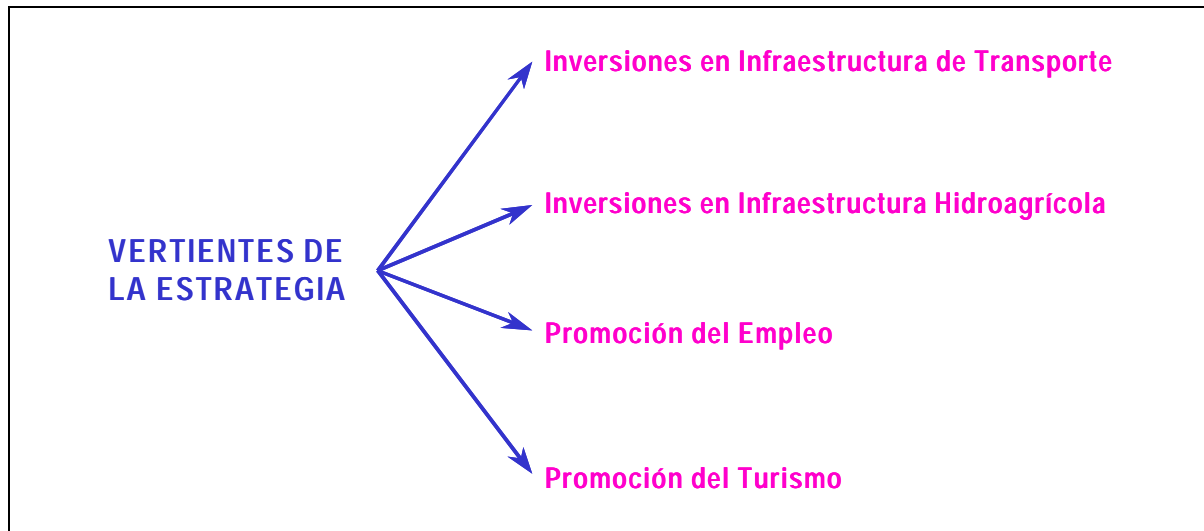 VERTIENTES DE
LA ESTRATEGIA
Inversiones en Infraestructura de Transporte
Inversiones en Infraestructura Hidroagrícola
Promoción del Empleo
Promoción del Turismo